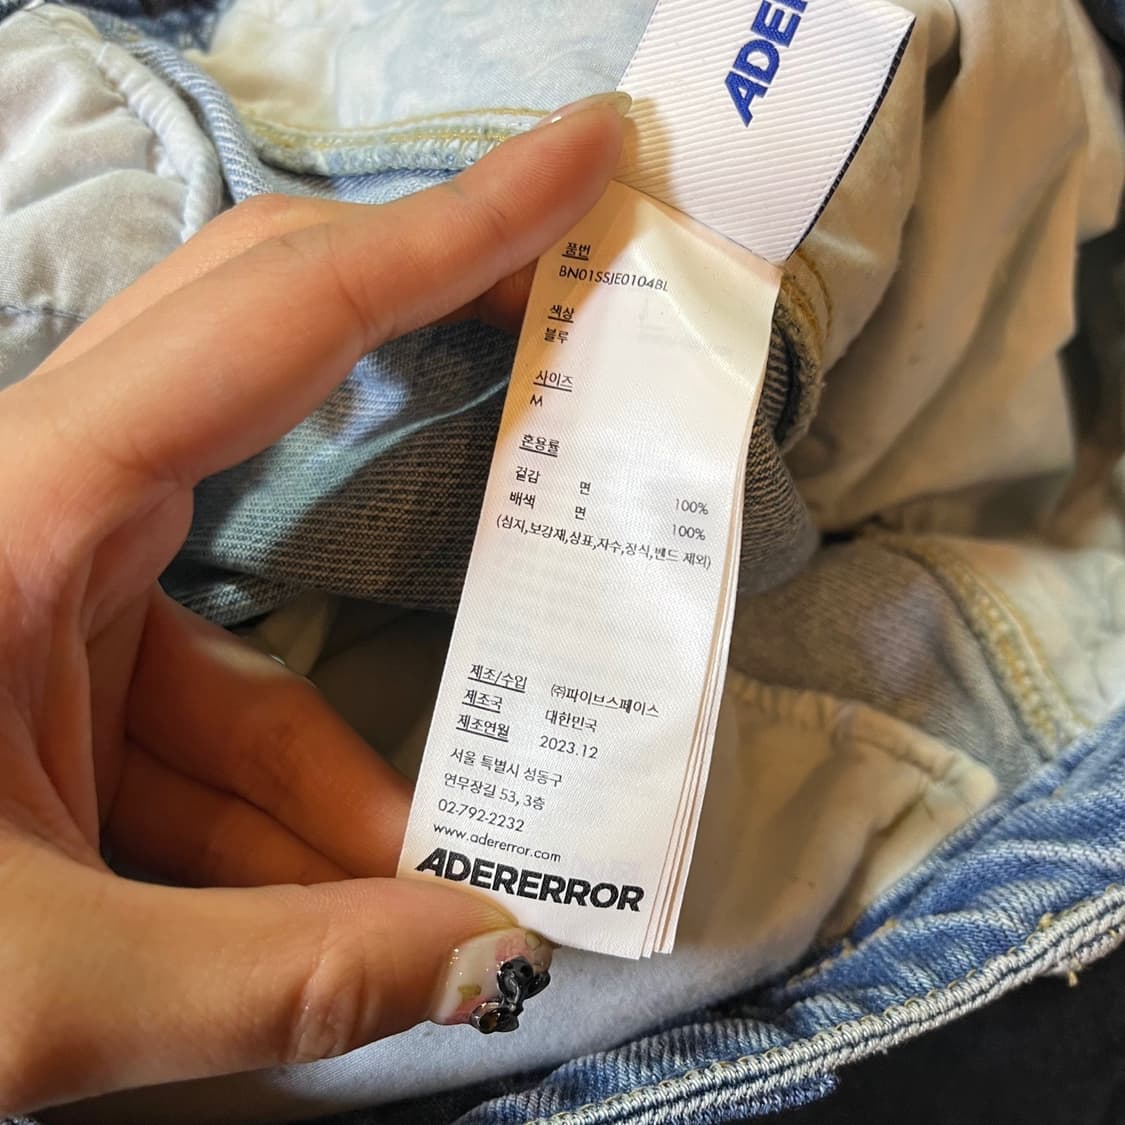 ADE
품번
BN01SSJE0104BL
색상
블루
사이즈
M
혼용률
겉감 면 100%
배색 면 100%
(심지,보강재,상표,자수,장식,밴드 제외)
제조/수입 ㈜파이브스페이스
제조국 대한민국
제조연월 2023.12
서울 특별시 성동구
연무장길 53, 3층
02-792-2232
www.adererror.com
ADERERROR